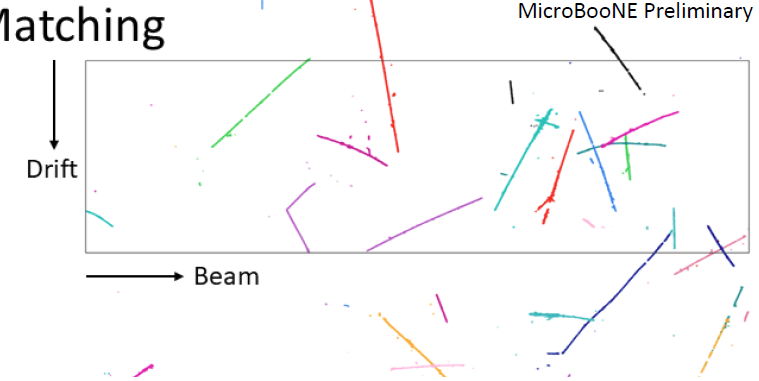 Matching
MicroBooNE Preliminary
Drift
Beam